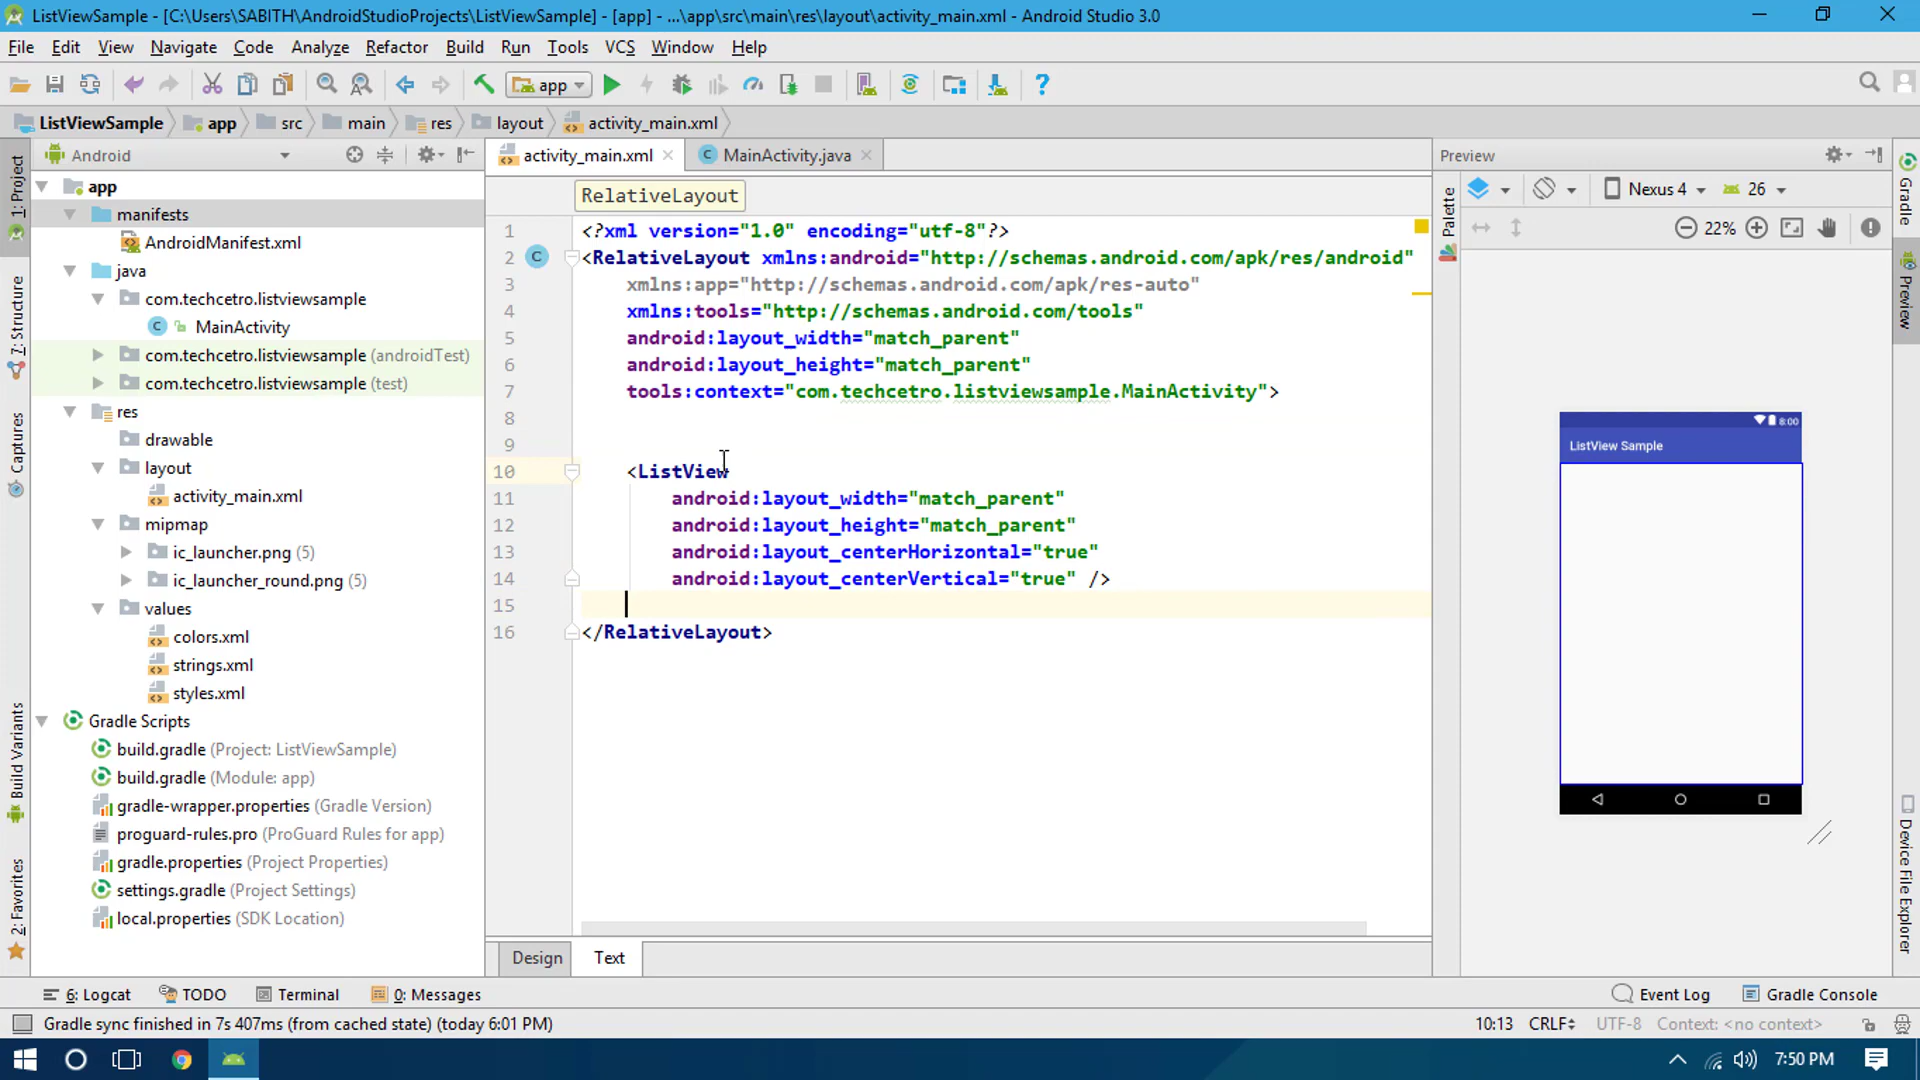 ListViewSample - [C:\Users\SABITH\AndroidStudioProjects\ListViewSample] - [app] - ...\app\src\main\res\layout\activity_main.xml - Android Studio 3.0
File Edit View Navigate Code Analyze Refactor Build Run Tools VCS Window Help
app
ListViewSample app src main res layout activity_main.xml
Android
activity_main.xml
MainActivity.java
Preview
1: Project
7: Structure
Captures
Build Variants
2: Favorites
app
manifests
AndroidManifest.xml
java
com.techcetro.listviewsample
MainActivity
com.techcetro.listviewsample (androidTest)
com.techcetro.listviewsample (test)
res
drawable
layout
activity_main.xml
mipmap
ic_launcher.png (5)
ic_launcher_round.png (5)
values
colors.xml
strings.xml
styles.xml
Gradle Scripts
build.gradle (Project: ListViewSample)
build.gradle (Module: app)
gradle-wrapper.properties (Gradle Version)
proguard-rules.pro (ProGuard Rules for app)
gradle.properties (Project Properties)
settings.gradle (Project Settings)
local.properties (SDK Location)
RelativeLayout
1 <?xml version="1.0" encoding="utf-8"?>
2 <RelativeLayout xmlns:android="http://schemas.android.com/apk/res/android"
3 xmlns:app="http://schemas.android.com/apk/res-auto"
4 xmlns:tools="http://schemas.android.com/tools"
5 android:layout_width="match_parent"
6 android:layout_height="match_parent"
7 tools:context="com.techcetro.listviewsample.MainActivity">
8
9
10 <ListView
11 android:layout_width="match_parent"
12 android:layout_height="match_parent"
13 android:layout_centerHorizontal="true"
14 android:layout_centerVertical="true" />
15
16 </RelativeLayout>
Design Text
Palette
Nexus 4 26
22%
8:00
ListView Sample
Gradle
Preview
Device File Explorer
6: Logcat TODO Terminal 0: Messages Event Log Gradle Console
Gradle sync finished in 7s 407ms (from cached state) (today 6:01 PM) 10:13 CRLF UTF-8 Context: <no context>
7:50 PM